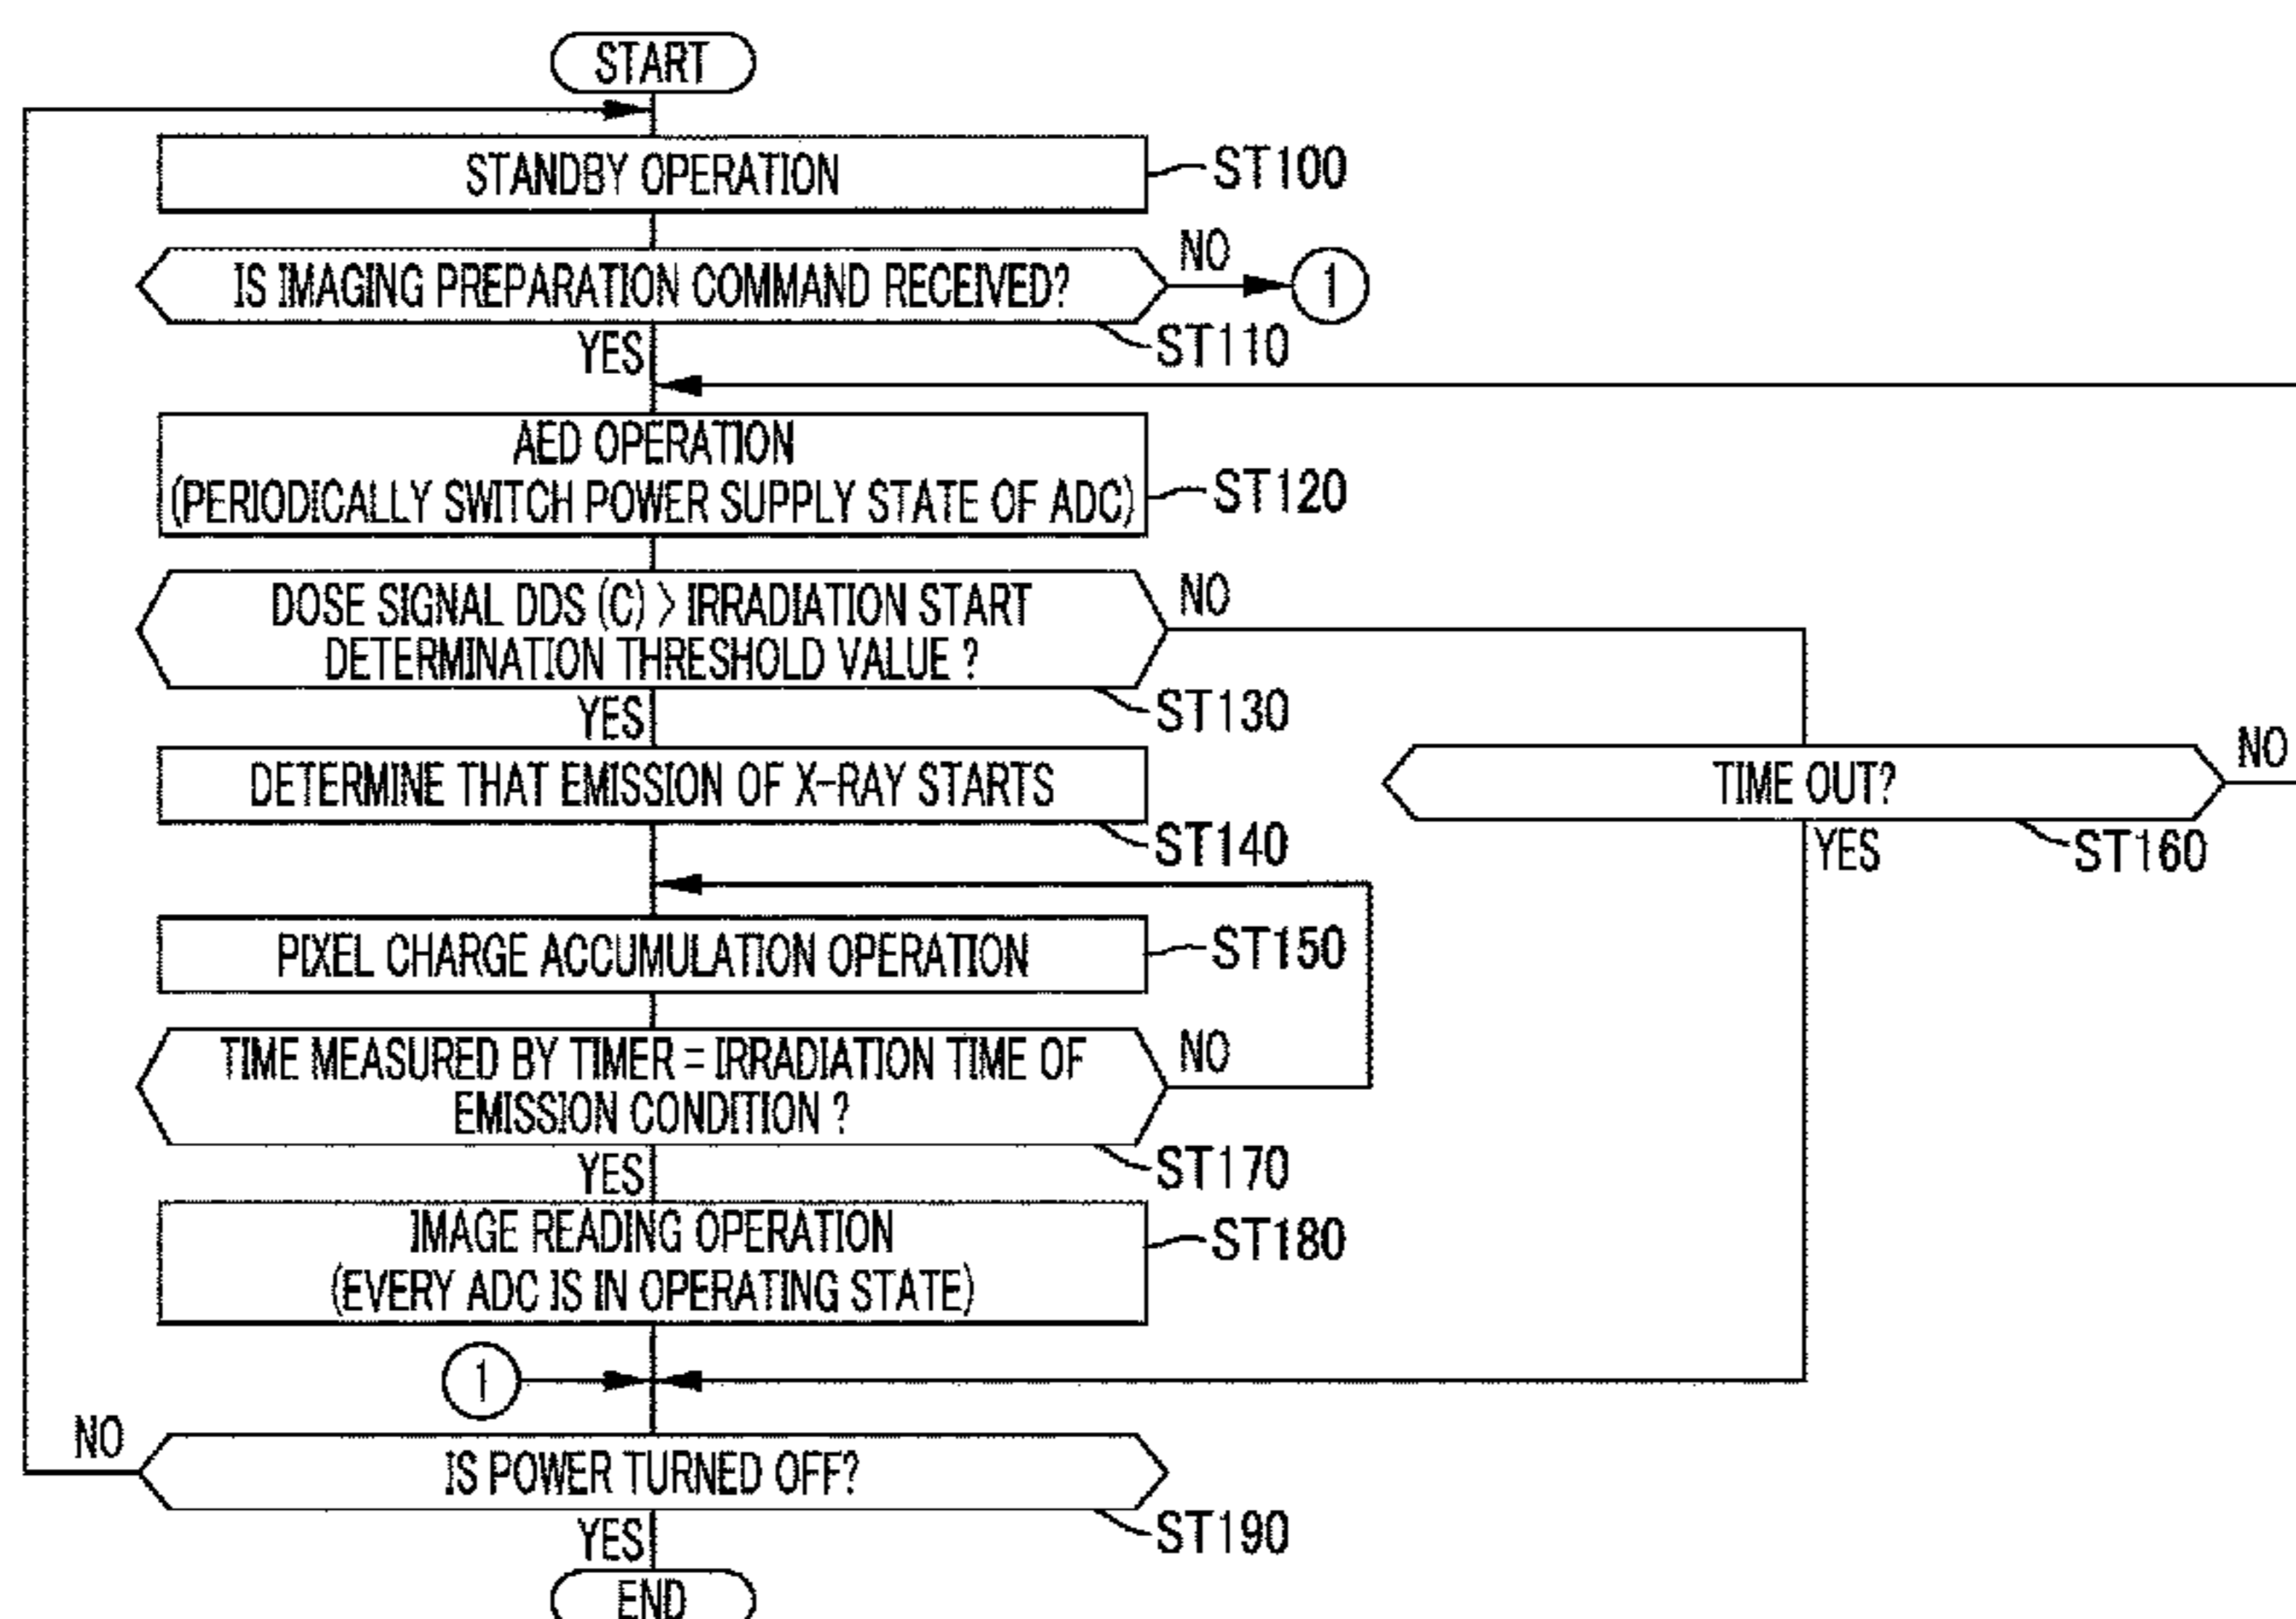 START
STANDBY OPERATION
ST100
IS IMAGING PREPARATION COMMAND RECEIVED?
NO
1
ST110
YES
AED OPERATION
(PERIODICALLY SWITCH POWER SUPPLY STATE OF ADC)
ST120
DOSE SIGNAL DDS (C) > IRRADIATION START
DETERMINATION THRESHOLD VALUE ?
NO
ST130
YES
DETERMINE THAT EMISSION OF X-RAY STARTS
ST140
TIME OUT?
NO
ST160
YES
PIXEL CHARGE ACCUMULATION OPERATION
ST150
TIME MEASURED BY TIMER = IRRADIATION TIME OF
EMISSION CONDITION ?
NO
ST170
YES
IMAGE READING OPERATION
(EVERY ADC IS IN OPERATING STATE)
ST180
1
NO
IS POWER TURNED OFF?
ST190
YES
END